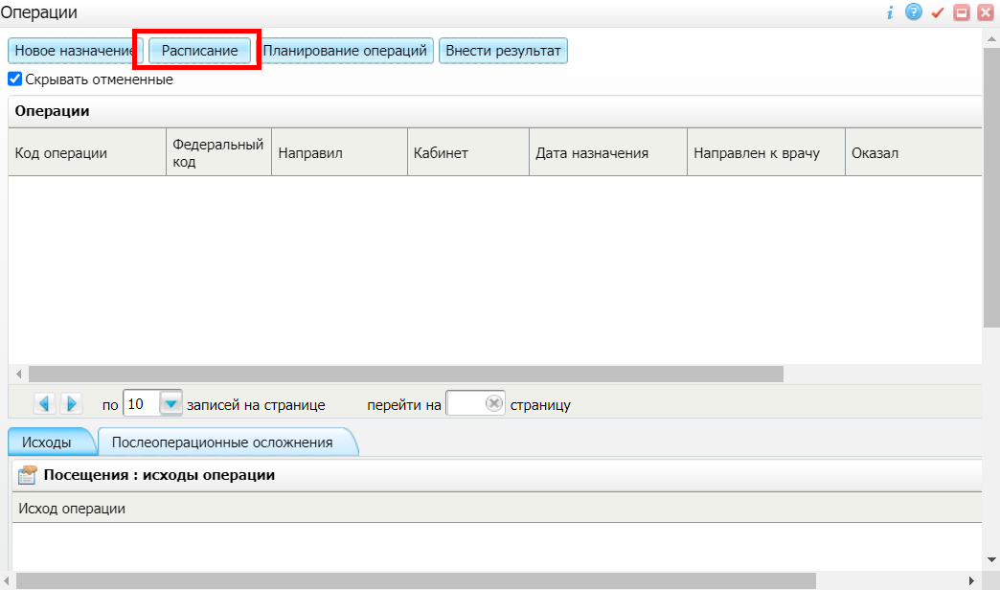 Операции
Новое назначение Расписание Планирование операций Внести результат
Скрывать отмененные
Операции
Код операции Федеральный код Направил Кабинет Дата назначения Направлен к врачу Оказал
по 10 записей на странице перейти на страницу
Исходы Послеоперационные осложнения
Посещения : исходы операции
Исход операции